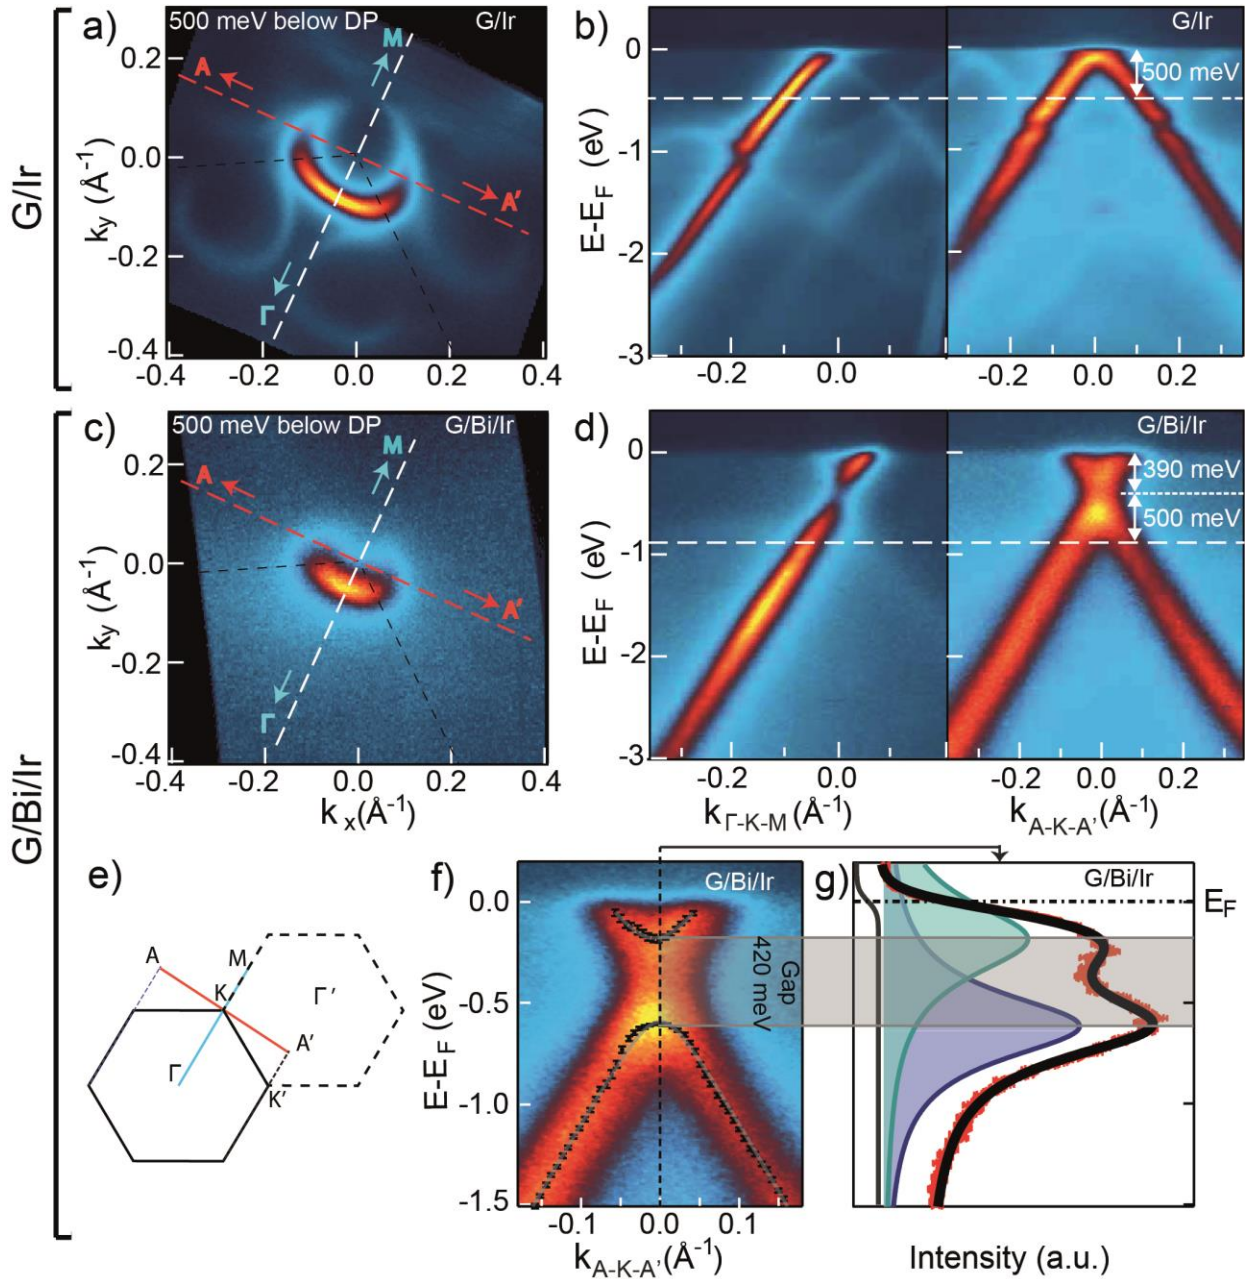 G/Ir
a)
500 meV below DP
G/Ir
M
A
A'
Γ
k_y (Å⁻¹)
0.2
0.0
-0.2
-0.4
-0.4 -0.2 0.0 0.2 0.4
b)
G/Ir
500 meV
E-E_F (eV)
0
-1
-2
-3
-0.2 0.0
-0.2 0.0 0.2
G/Bi/Ir
c)
500 meV below DP
G/Bi/Ir
M
A
A'
Γ
k_y (Å⁻¹)
0.2
0.0
-0.2
-0.4
-0.4 -0.2 0.0 0.2 0.4
k_x(Å⁻¹)
d)
G/Bi/Ir
390 meV
500 meV
E-E_F (eV)
0
-1
-2
-3
-0.2 0.0
k_Γ-K-M (Å⁻¹)
-0.2 0.0 0.2
k_A-K-A'(Å⁻¹)
e)
A
M
K
Γ'
A'
Γ
K'
f)
G/Bi/Ir
E-E_F (eV)
0.0
-0.5
-1.0
-1.5
-0.1 0.0 0.1
k_A-K-A'(Å⁻¹)
Gap
420 meV
g)
G/Bi/Ir
E_F
Intensity (a.u.)